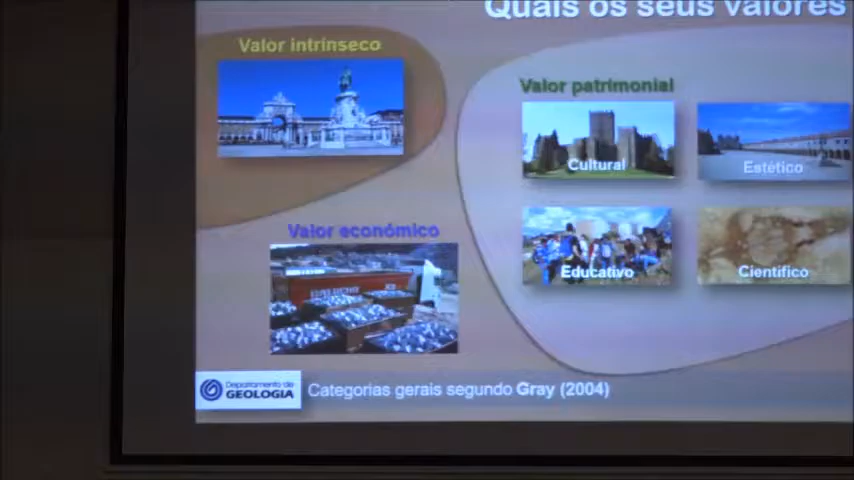 Quais os seus valores
Valor intrínseco
Valor patrimonial
Cultural
Estético
Valor económico
Educativo
Científico
Departamento de
GEOLOGIA
Categorias gerais segundo Gray (2004)